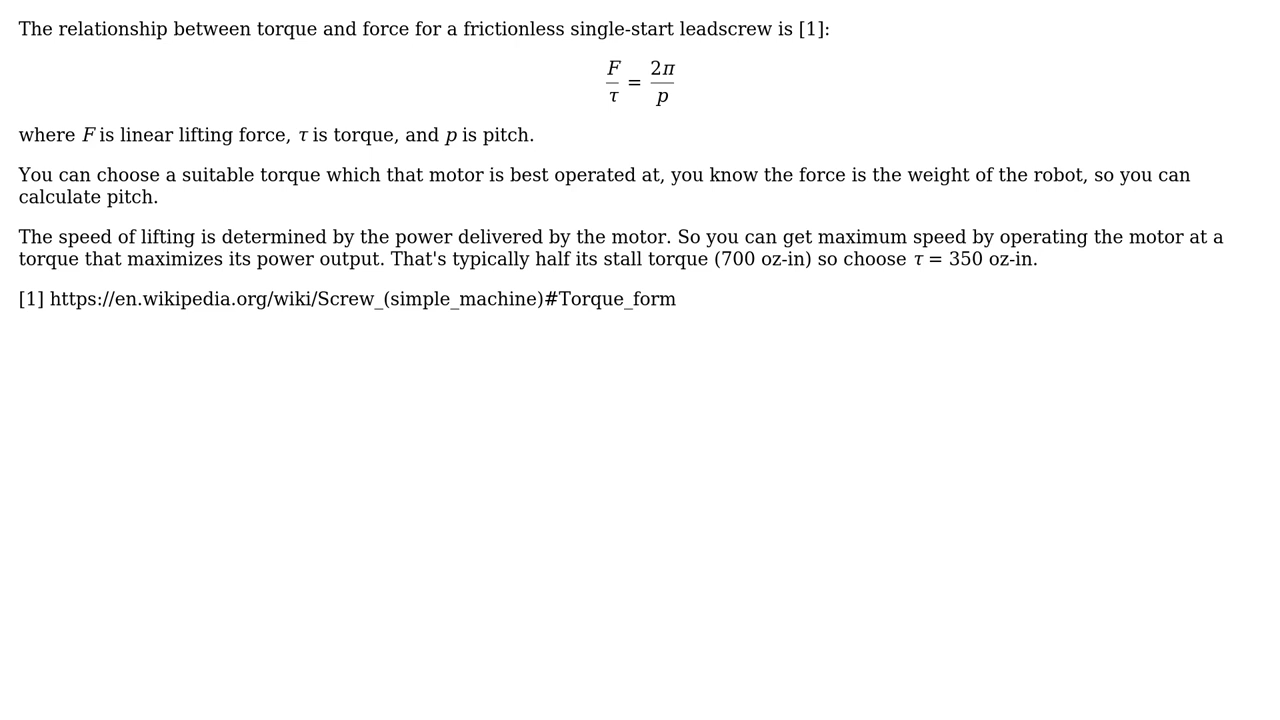 The relationship between torque and force for a frictionless single-start leadscrew is [1]:
F/τ = 2π/p
where F is linear lifting force, τ is torque, and p is pitch.
You can choose a suitable torque which that motor is best operated at, you know the force is the weight of the robot, so you can
calculate pitch.
The speed of lifting is determined by the power delivered by the motor. So you can get maximum speed by operating the motor at a
torque that maximizes its power output. That's typically half its stall torque (700 oz-in) so choose τ = 350 oz-in.
[1] https://en.wikipedia.org/wiki/Screw_(simple_machine)#Torque_form